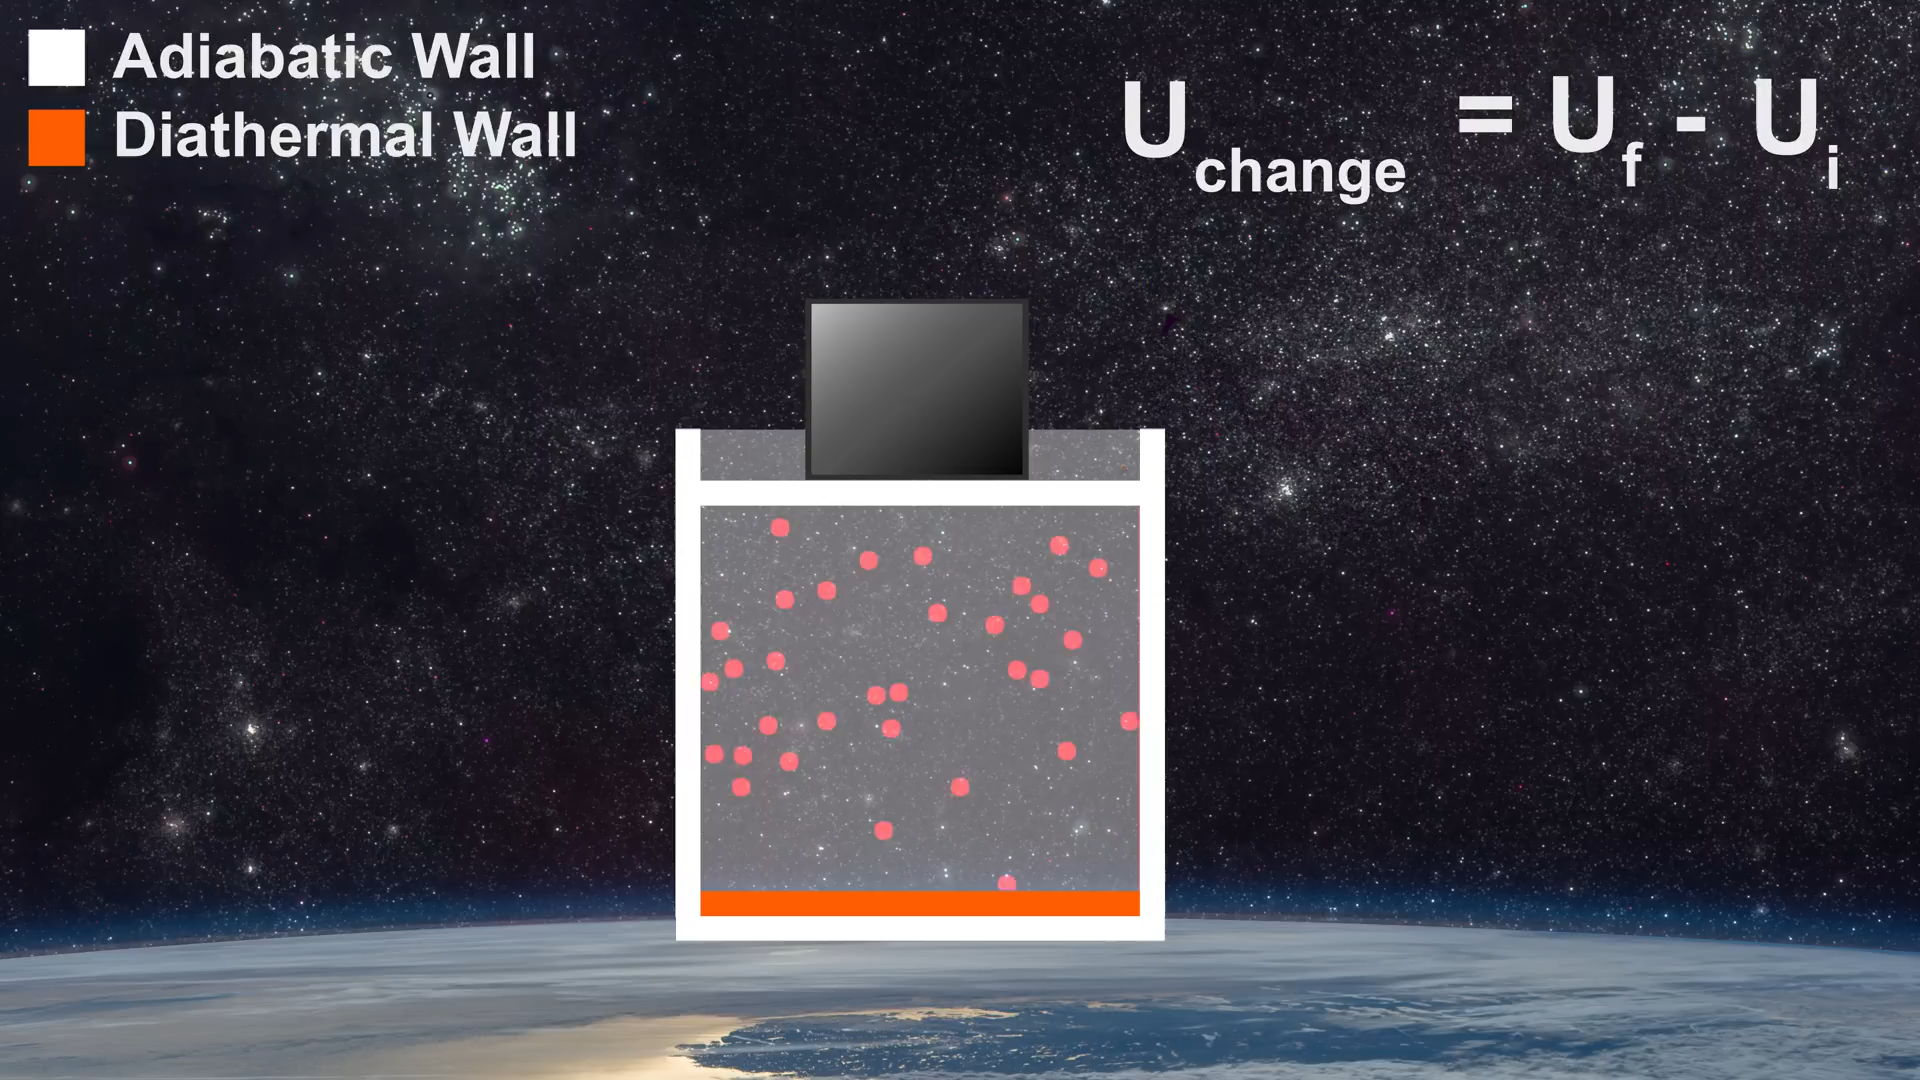 Adiabatic Wall
Diathermal Wall
U change = U f - U i